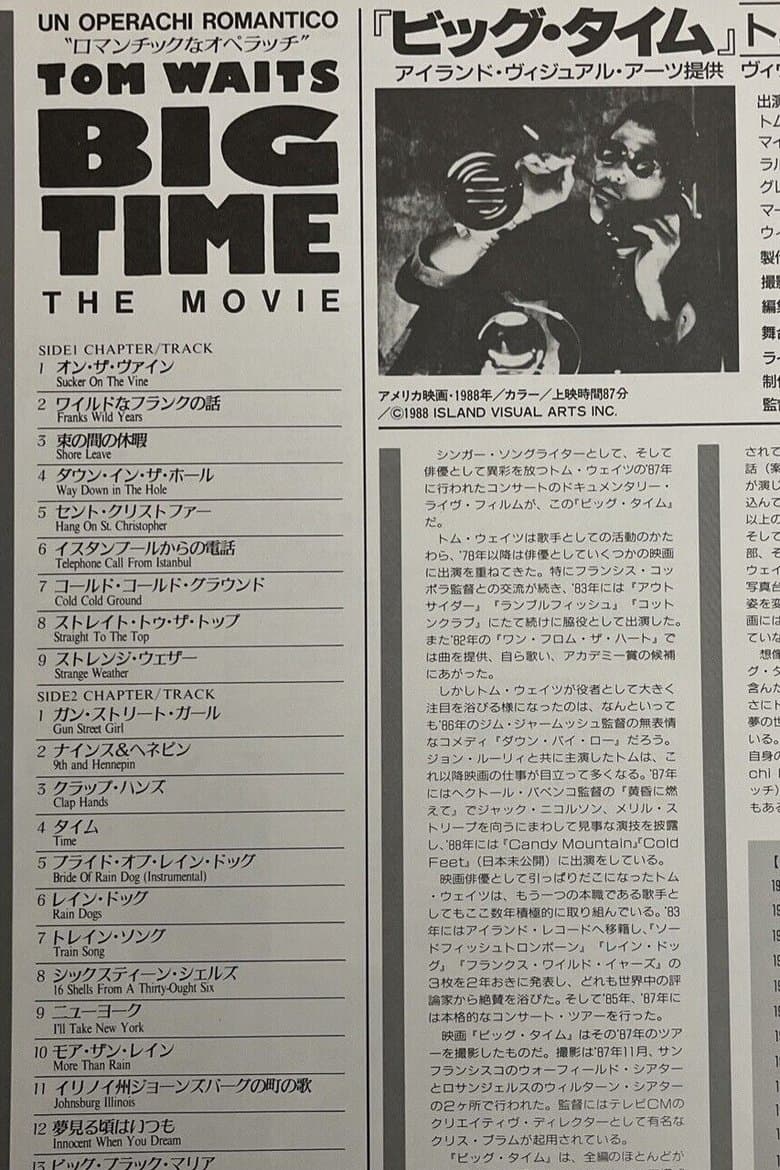 UN OPERACHI ROMANTICO
"ロマンチックなオペラッチ"
TOM WAITS
BIG
TIME
THE MOVIE
SIDE1 CHAPTER/TRACK
1 オン・ザ・ヴァイン
Sucker On The Vine
2 ワイルドなフランクの話
Franks Wild Years
3 束の間の休暇
Shore Leave
4 ダウン・イン・ザ・ホール
Way Down in The Hole
5 セント・クリストファー
Hang On St. Christopher
6 イスタンブールからの電話
Telephone Call From Istanbul
7 コールド・コールド・グラウンド
Cold Cold Ground
8 ストレイト・トゥ・ザ・トップ
Straight To The Top
9 ストレンジ・ウェザー
Strange Weather
SIDE2 CHAPTER/TRACK
1 ガン・ストリート・ガール
Gun Street Girl
2 ナインス&ヘネピン
9th and Hennepin
3 クラップ・ハンズ
Clap Hands
4 タイム
Time
5 ブライド・オブ・レイン・ドッグ
Bride Of Rain Dog (Instrumental)
6 レイン・ドッグ
Rain Dogs
7 トレイン・ソング
Train Song
8 シックスティーン・シェルズ
16 Shells From A Thirty-Ought Six
9 ニューヨーク
I'll Take New York
10 モア・ザン・レイン
More Than Rain
11 イリノイ州ジョーンズバーグの町の歌
Johnsburg Illinois
12 夢見る頃はいつも
Innocent When You Dream
13 ビッグ・ブラック・マリア
『ビッグ・タイム』
アイランド・ヴィジュアル・アーツ提供
アメリカ映画・1988年/カラー/上映時間87分
/©1988 ISLAND VISUAL ARTS INC.
シンガー・ソングライターとして、そして
俳優として異彩を放つトム・ウェイツの'87年
に行われたコンサートのドキュメンタリー・
ライヴ・フィルムが、この『ビッグ・タイム』
だ。
トム・ウェイツは歌手としての活動のかた
わら、'78年以降は俳優としていくつかの映画
に出演を重ねてきた。特にフランシス・コッ
ポラ監督との交流が続き、'83年には『アウト
サイダー』『ランブルフィッシュ』『コット
ンクラブ』にたて続けに脇役として出演した。
また'82年の『ワン・フロム・ザ・ハート』で
は曲を提供、自ら歌い、アカデミー賞の候補
にあがった。
しかしトム・ウェイツが役者として大きく
注目を浴びる様になったのは、なんといって
も'86年のジム・ジャームッシュ監督の無表情
なコメディ『ダウン・バイ・ロー』だろう。
ジョン・ルーリィと共に主演したトムは、こ
れ以降映画の仕事が目立って多くなる。'87年
にはヘクトール・バベンコ監督の『黄昏に燃
えて』でジャック・ニコルソン、メリル・ス
トリープを向うにまわして見事な演技を披露
し、'88年には『Candy Mountain』『Cold
Feet』(日本未公開)に出演をしている。
映画俳優として引っぱりだこになったトム
・ウェイツは、もう一つの本職である歌手と
してもここ数年積極的に取り組んでいる。'83
年にはアイランド・レコードへ移籍し、『ソー
ドフィッシュトロンボーン』『レイン・ドッ
グ』『フランクス・ワイルド・イヤーズ』の
3枚を2年おきに発表し、どれも世界中の評
論家から絶賛を浴びた。そして'85年、'87年に
は本格的なコンサート・ツアーを行った。
映画『ビッグ・タイム』はその'87年のツア
ーを撮影したものだ。撮影は'87年11月、サン
フランシスコのウォーフィールド・シアター
とロサンジェルスのウィルターン・シアター
の2ヶ所で行われた。監督にはテレビCMの
クリエイティヴ・ディレクターとして有名な
クリス・ブラムが起用されている。
『ビッグ・タイム』は、全編のほとんどが